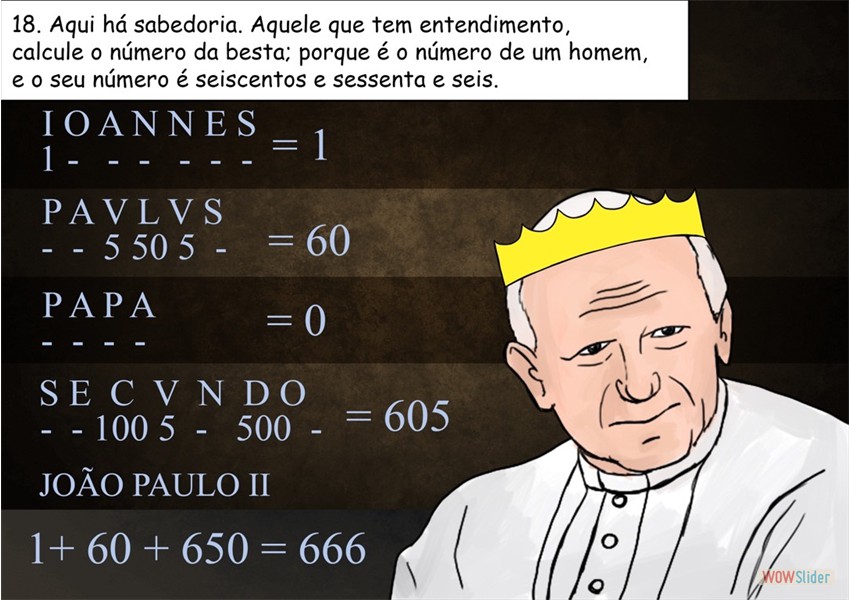 18. Aqui há sabedoria. Aquele que tem entendimento,
calcule o número da besta; porque é o número de um homem,
e o seu número é seiscentos e sessenta e seis.
I O A N N E S
1 - - - - - - = 1
P A V L V S
- - 5 50 5 - = 60
P A P A
- - - - = 0
S E C V N D O
- - 100 5 - 500 - = 605
JOÃO PAULO II
1+ 60 + 650 = 666
WOWSlider